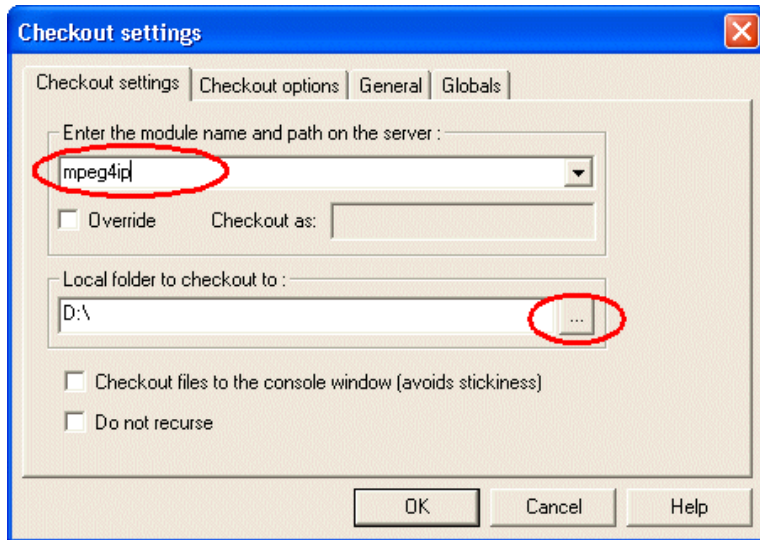 Checkout settings
Checkout settings Checkout options General Globals
Enter the module name and path on the server :
mpeg4ip
Override Checkout as:
Local folder to checkout to :
D:\
...
Checkout files to the console window (avoids stickiness)
Do not recurse
OK Cancel Help